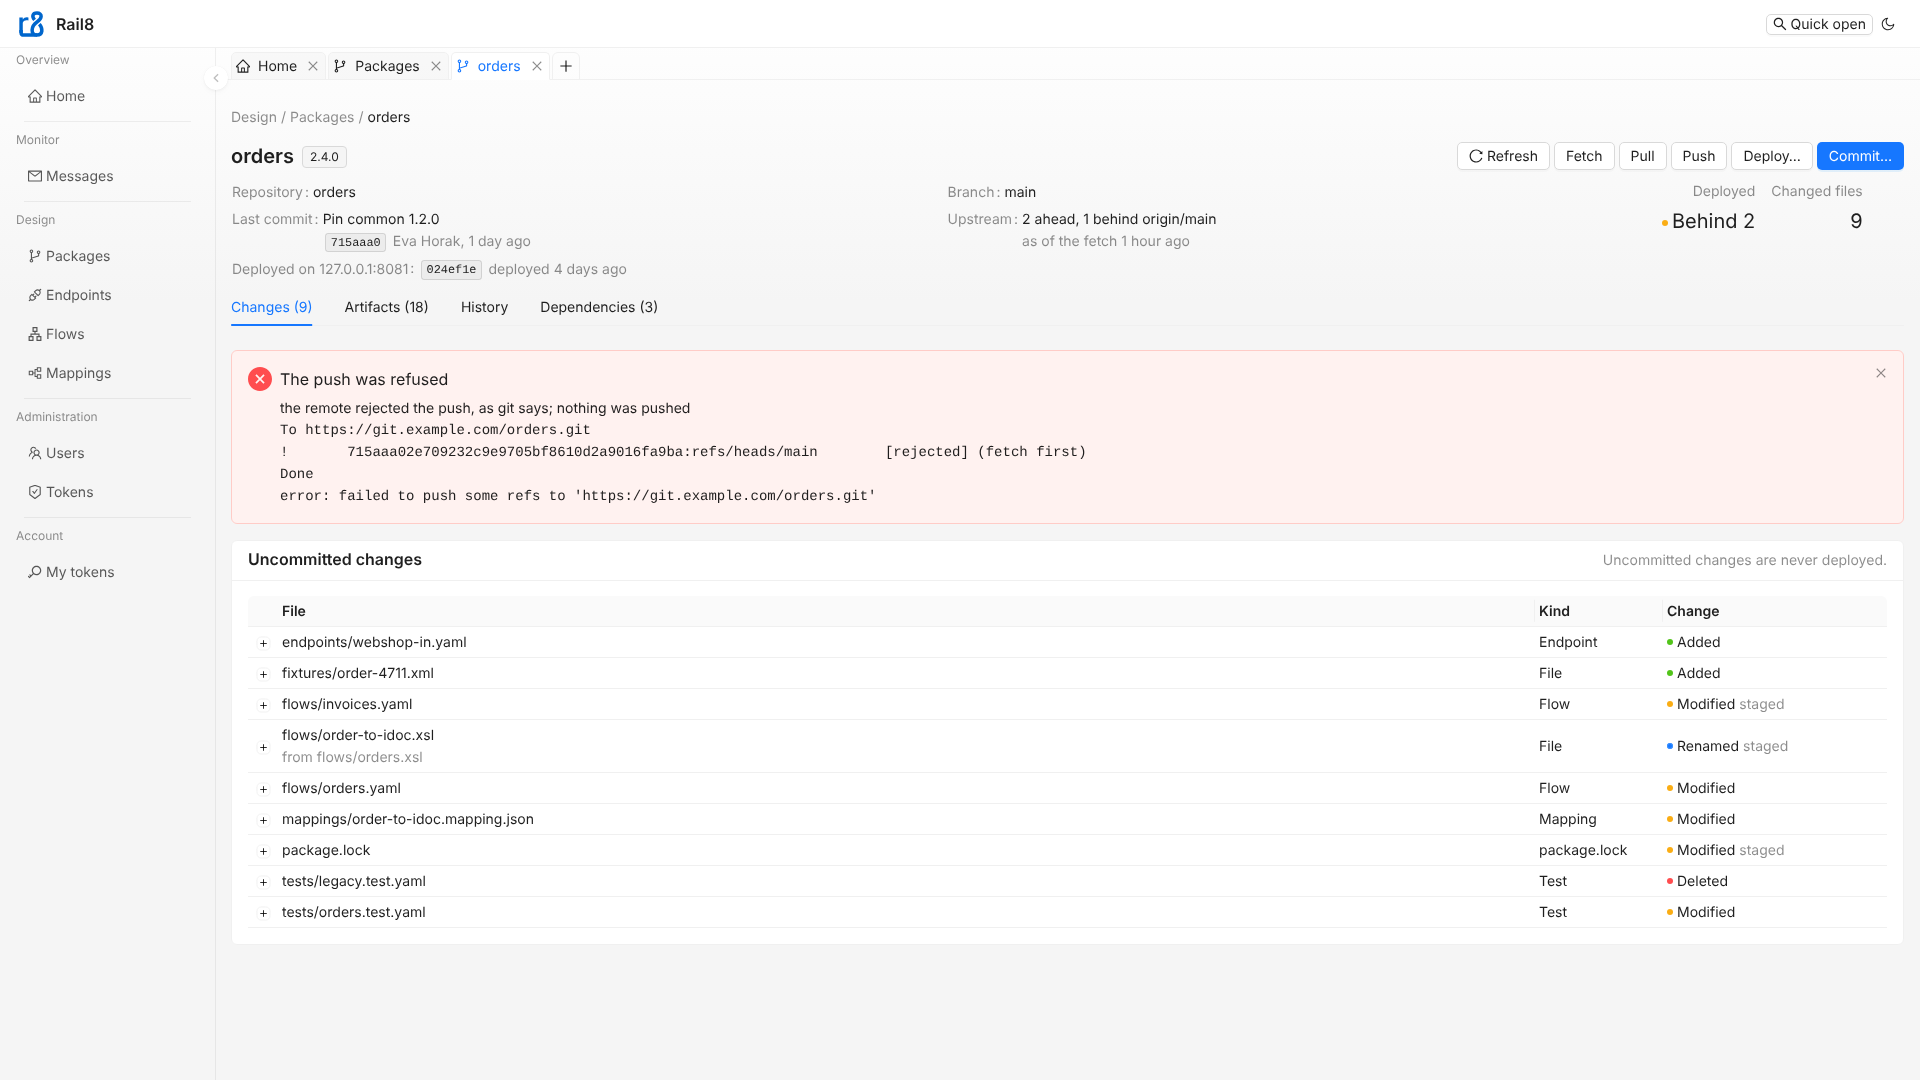 r8 Rail8
Quick open
Overview
Home
Monitor
Messages
Design
Packages
Endpoints
Flows
Mappings
Administration
Users
Tokens
Account
My tokens
Home
Packages
orders
Design / Packages / orders
orders 2.4.0
Refresh Fetch Pull Push Deploy... Commit...
Repository: orders
Branch: main
Deployed Changed files
Last commit: Pin common 1.2.0
Upstream: 2 ahead, 1 behind origin/main
Behind 2 9
715aaa0 Eva Horak, 1 day ago
as of the fetch 1 hour ago
Deployed on 127.0.0.1:8081: 024ef1e deployed 4 days ago
Changes (9) Artifacts (18) History Dependencies (3)
The push was refused
the remote rejected the push, as git says; nothing was pushed
To https://git.example.com/orders.git
! 715aaa02e709232c9e9705bf8610d2a9016fa9ba:refs/heads/main [rejected] (fetch first)
Done
error: failed to push some refs to 'https://git.example.com/orders.git'
Uncommitted changes
Uncommitted changes are never deployed.
File Kind Change
+ endpoints/webshop-in.yaml Endpoint Added
+ fixtures/order-4711.xml File Added
+ flows/invoices.yaml Flow Modified staged
+ flows/order-to-idoc.xsl File Renamed staged
from flows/orders.xsl
+ flows/orders.yaml Flow Modified
+ mappings/order-to-idoc.mapping.json Mapping Modified
+ package.lock package.lock Modified staged
+ tests/legacy.test.yaml Test Deleted
+ tests/orders.test.yaml Test Modified